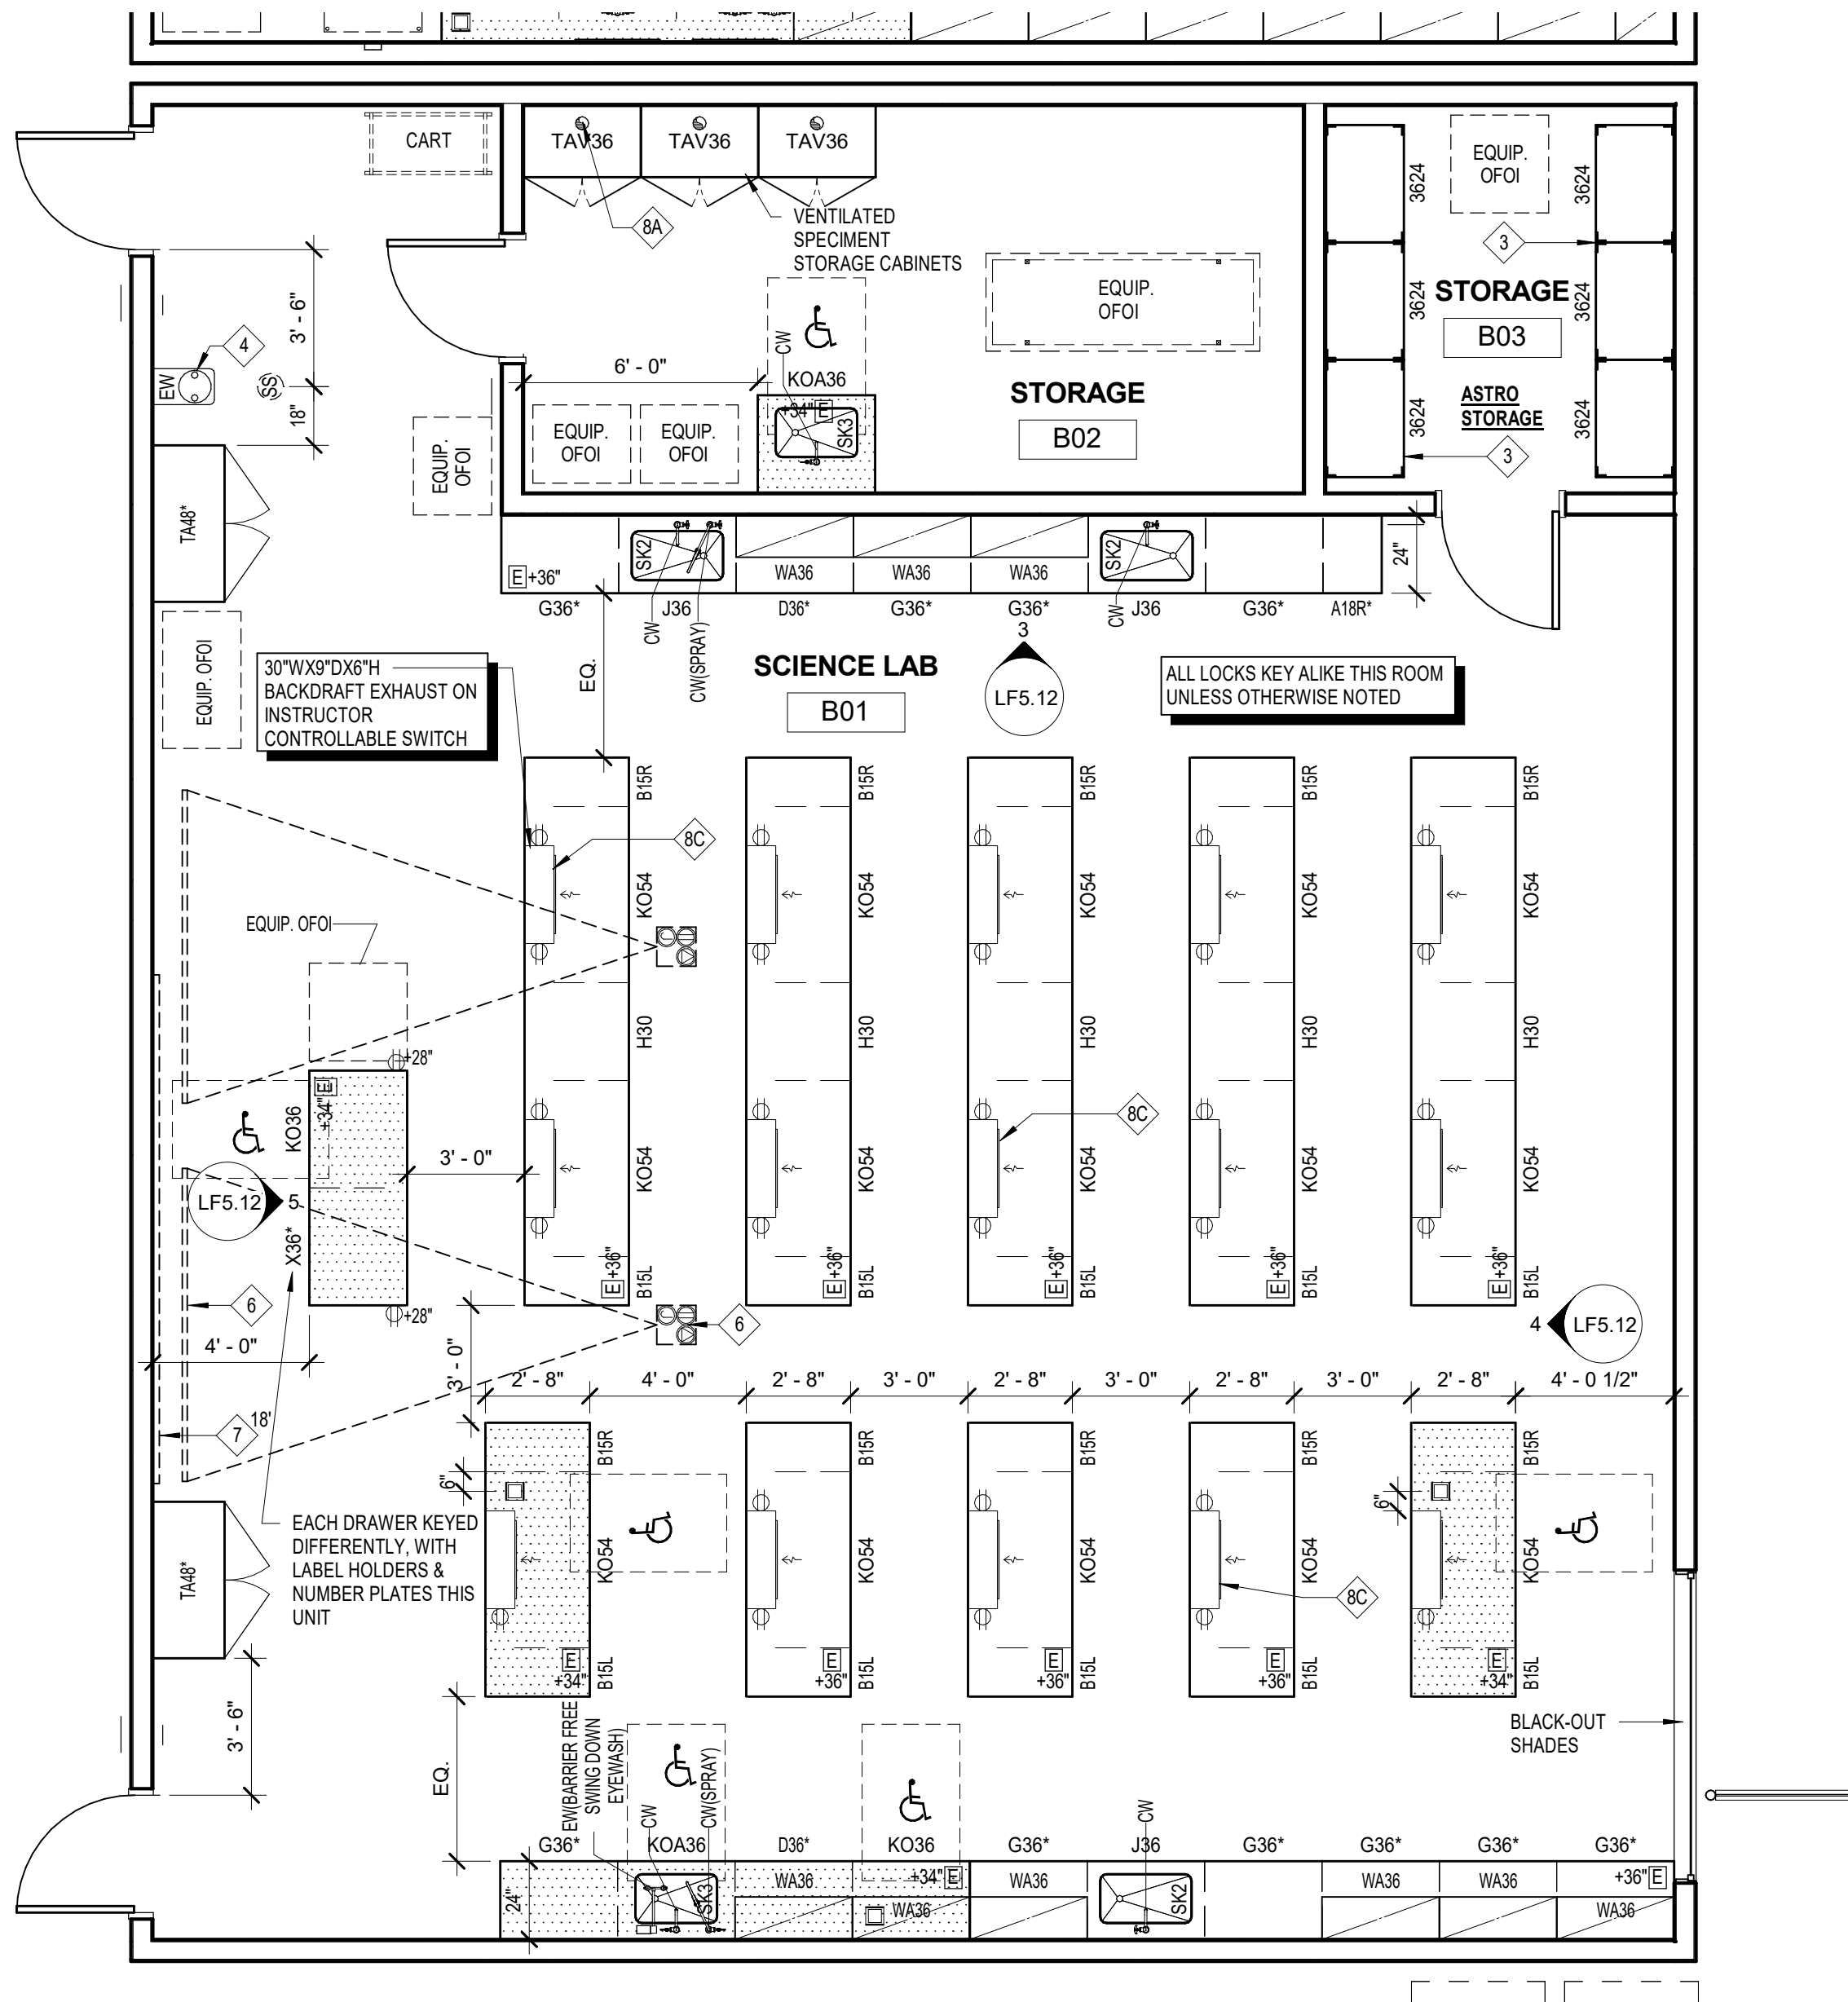 CART
TAV36
TAV36
TAV36
8A
VENTILATED
SPECIMENT
STORAGE CABINETS
EQUIP.
OFOI
3624
3624
3
3624
3624
STORAGE
B03
3624
3624
ASTRO
STORAGE
3
3' - 6"
4
EW
SS
18"
6' - 0"
CW
KOA36
+34" E
SK3
EQUIP.
OFOI
EQUIP.
OFOI
EQUIP.
OFOI
EQUIP.
OFOI
STORAGE
B02
TA48*
EQUIP. OFOI
E +36"
SK2
WA36
WA36
WA36
SK2
24"
G36*
J36
D36*
G36*
G36*
J36
G36*
A18R*
CW
CW(SPRAY)
CW
EQ.
3
LF5.12
SCIENCE LAB
B01
30"WX9"DX6"H
BACKDRAFT EXHAUST ON
INSTRUCTOR
CONTROLLABLE SWITCH
ALL LOCKS KEY ALIKE THIS ROOM
UNLESS OTHERWISE NOTED
B15R
B15R
B15R
B15R
B15R
8C
KO54
KO54
KO54
KO54
KO54
EQUIP. OFOI
H30
H30
H30
H30
H30
+28"
E
+34"
KO36
8C
3' - 0"
KO54
KO54
KO54
KO54
KO54
LF5.12
5
X36*
E +36"
E +36"
E +36"
E +36"
E +36"
B15L
B15L
B15L
B15L
B15L
6
+28"
6
4
LF5.12
4' - 0"
3' - 0"
2' - 8"
4' - 0"
2' - 8"
3' - 0"
2' - 8"
3' - 0"
2' - 8"
3' - 0"
2' - 8"
4' - 0 1/2"
18'
7
B15R
B15R
B15R
B15R
B15R
6"
6"
EACH DRAWER KEYED
DIFFERENTLY, WITH
LABEL HOLDERS &
NUMBER PLATES THIS
UNIT
TA48*
KO54
KO54
KO54
KO54
KO54
8C
E
+34"
E
+36"
E
+36"
E
+36"
E
+34"
B15L
B15L
B15L
B15L
B15L
3' - 6"
EQ.
EW(BARRIER FREE
SWING DOWN
EYEWASH)
CW
CW(SPRAY)
CW
BLACK-OUT
SHADES
G36*
KOA36
D36*
KO36
G36*
J36
G36*
G36*
G36*
G36*
24"
SK3
WA36
+34" E
WA36
WA36
SK2
WA36
WA36
+36" E
WA36